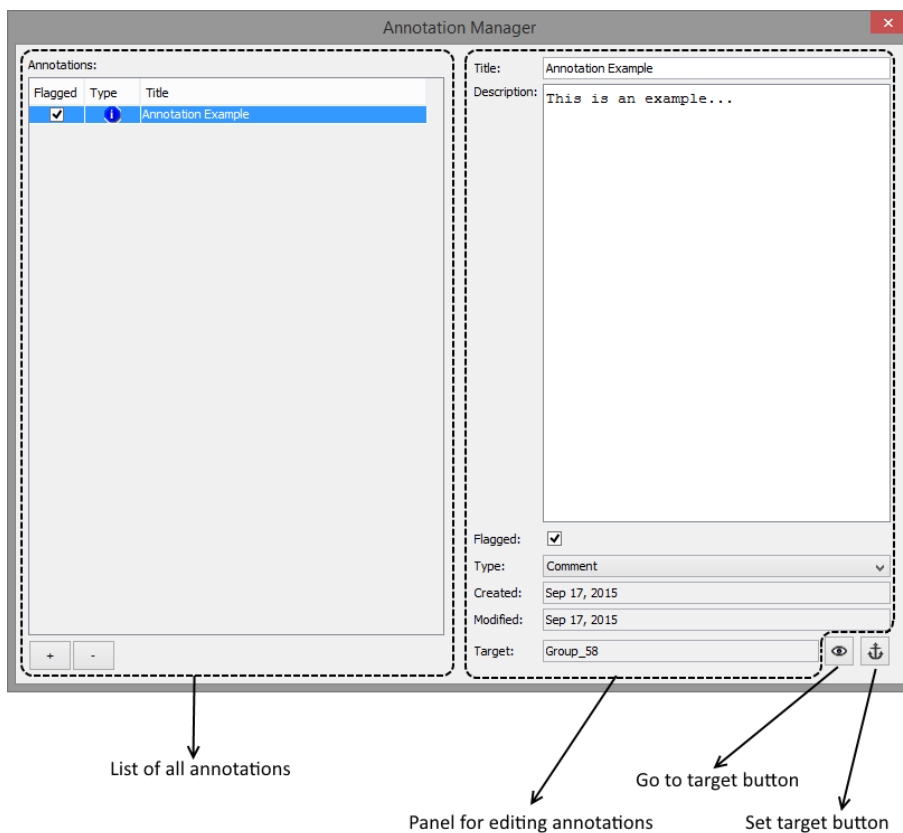 Annotation Manager
Annotations:
Flagged Type Title
Annotation Example
+ -
Title: Annotation Example
Description: This is an example...
Flagged:
Type: Comment
Created: Sep 17, 2015
Modified: Sep 17, 2015
Target: Group_58
List of all annotations
Go to target button
Panel for editing annotations
Set target button